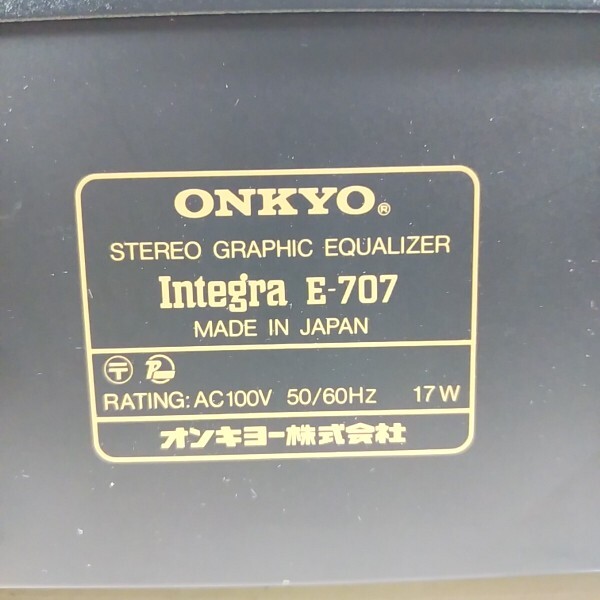 ONKYO®
STEREO GRAPHIC EQUALIZER
Integra E-707
MADE IN JAPAN
〒
RATING: AC100V 50/60Hz 17W
オンキヨー株式会社